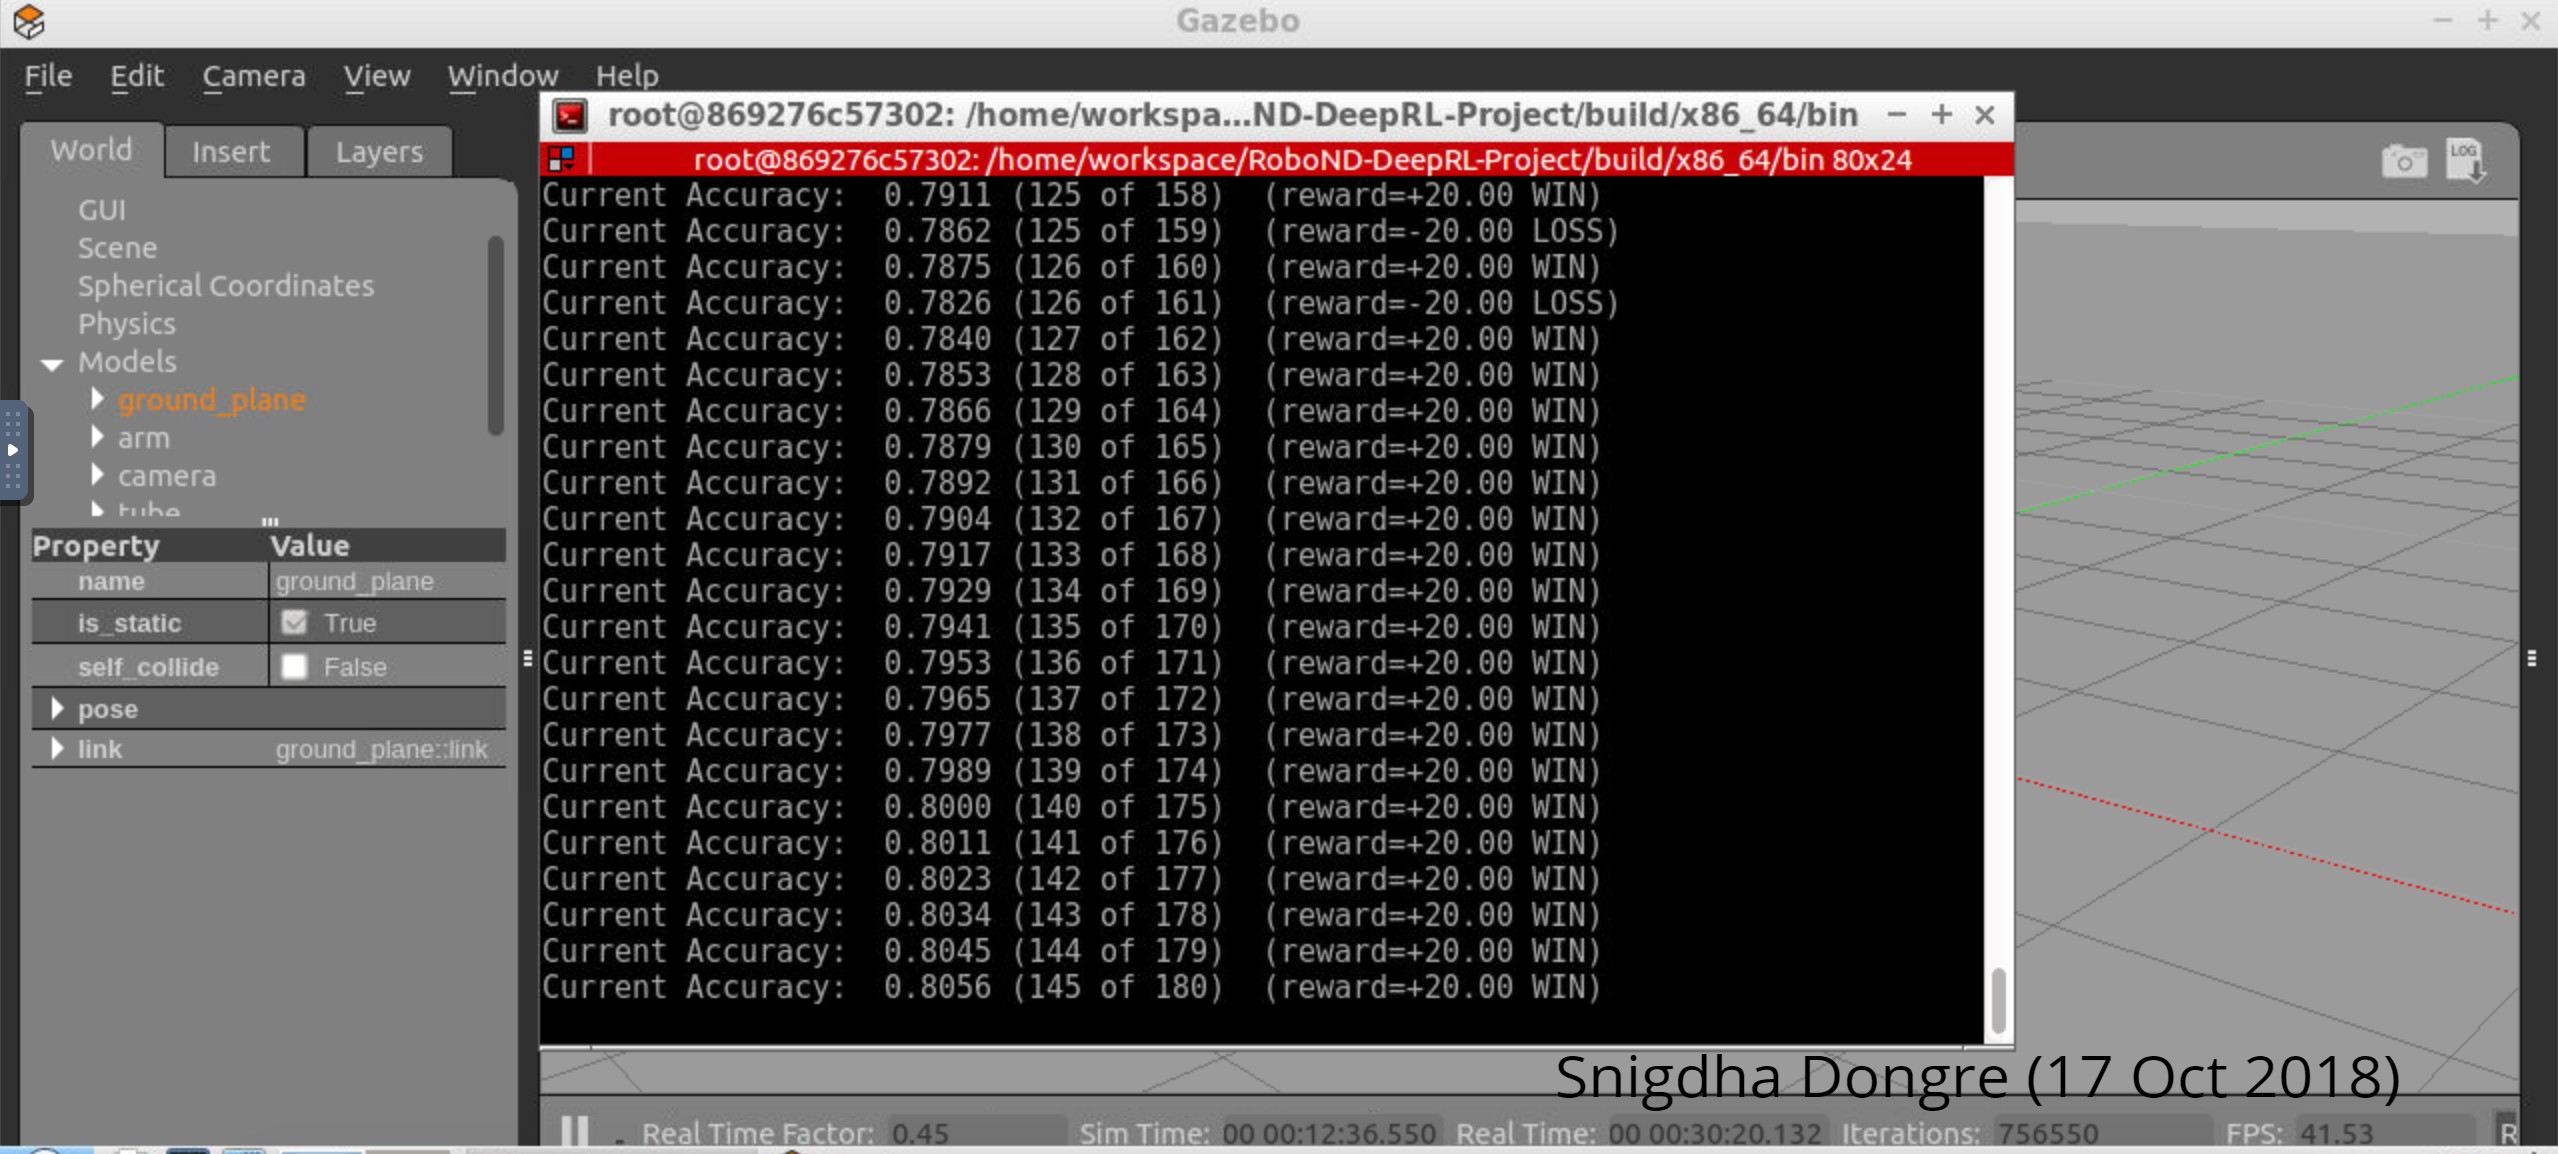 Gazebo
File Edit Camera View Window Help
root@869276c57302: /home/workspa...ND-DeepRL-Project/build/x86_64/bin
root@869276c57302: /home/workspace/RoboND-DeepRL-Project/build/x86_64/bin 80x24
World Insert Layers
LOG
GUI
Scene
Spherical Coordinates
Physics
Models
ground_plane
arm
camera
tube
Property Value
name ground_plane
is_static True
self_collide False
pose
link ground_plane::link
Current Accuracy: 0.7911 (125 of 158) (reward=+20.00 WIN)
Current Accuracy: 0.7862 (125 of 159) (reward=-20.00 LOSS)
Current Accuracy: 0.7875 (126 of 160) (reward=+20.00 WIN)
Current Accuracy: 0.7826 (126 of 161) (reward=-20.00 LOSS)
Current Accuracy: 0.7840 (127 of 162) (reward=+20.00 WIN)
Current Accuracy: 0.7853 (128 of 163) (reward=+20.00 WIN)
Current Accuracy: 0.7866 (129 of 164) (reward=+20.00 WIN)
Current Accuracy: 0.7879 (130 of 165) (reward=+20.00 WIN)
Current Accuracy: 0.7892 (131 of 166) (reward=+20.00 WIN)
Current Accuracy: 0.7904 (132 of 167) (reward=+20.00 WIN)
Current Accuracy: 0.7917 (133 of 168) (reward=+20.00 WIN)
Current Accuracy: 0.7929 (134 of 169) (reward=+20.00 WIN)
Current Accuracy: 0.7941 (135 of 170) (reward=+20.00 WIN)
Current Accuracy: 0.7953 (136 of 171) (reward=+20.00 WIN)
Current Accuracy: 0.7965 (137 of 172) (reward=+20.00 WIN)
Current Accuracy: 0.7977 (138 of 173) (reward=+20.00 WIN)
Current Accuracy: 0.7989 (139 of 174) (reward=+20.00 WIN)
Current Accuracy: 0.8000 (140 of 175) (reward=+20.00 WIN)
Current Accuracy: 0.8011 (141 of 176) (reward=+20.00 WIN)
Current Accuracy: 0.8023 (142 of 177) (reward=+20.00 WIN)
Current Accuracy: 0.8034 (143 of 178) (reward=+20.00 WIN)
Current Accuracy: 0.8045 (144 of 179) (reward=+20.00 WIN)
Current Accuracy: 0.8056 (145 of 180) (reward=+20.00 WIN)
Snigdha Dongre (17 Oct 2018)
Real Time Factor: 0.45 Sim Time: 00 00:12:36.550 Real Time: 00 00:30:20.132 Iterations: 756550 FPS: 41.53 R